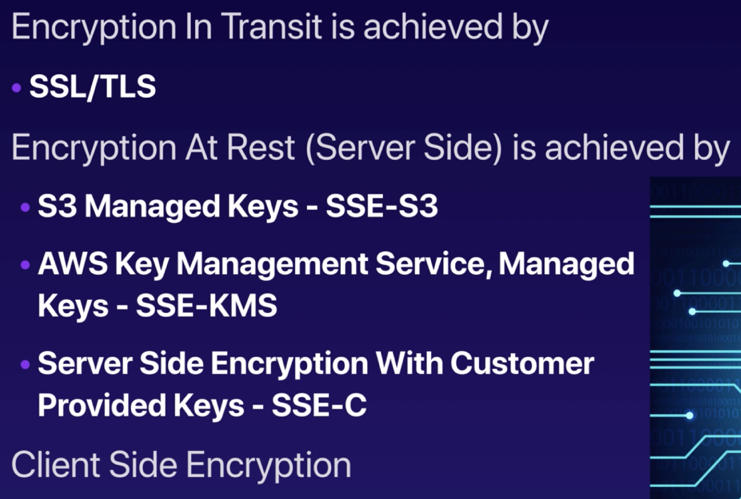 Encryption In Transit is achieved by
• SSL/TLS
Encryption At Rest (Server Side) is achieved by
• S3 Managed Keys - SSE-S3
• AWS Key Management Service, Managed
Keys - SSE-KMS
• Server Side Encryption With Customer
Provided Keys - SSE-C
Client Side Encryption